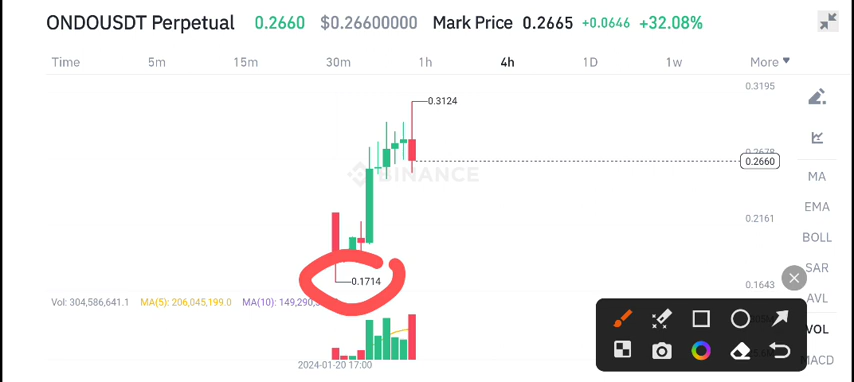 ONDOUSDT Perpetual 0.2660 $0.26600000 Mark Price 0.2665 +0.0646 +32.08%
Time 5m 15m 30m 1h 4h 1D 1w More
0.3195
0.3124
0.2678
0.2660
BINANCE
MA
EMA
0.2161
BOLL
SAR
0.1714
0.1643
AVL
Vol: 304,586,641.1 MA(5): 206,045,199.0 MA(10): 149,290,
VOL
MACD
2024-01-20 17:00